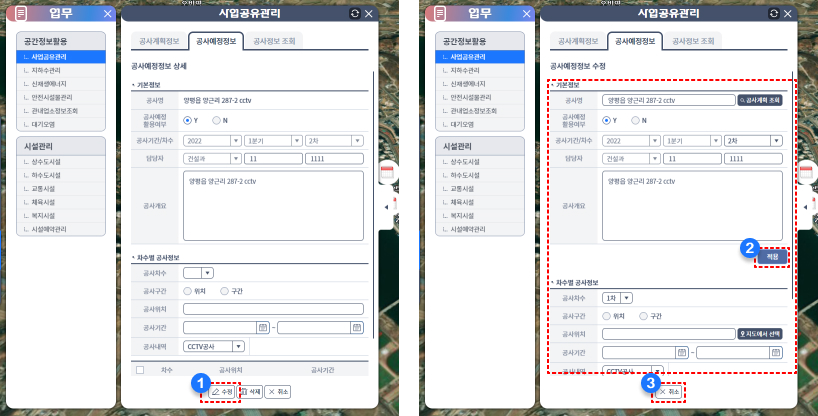 업무
공간정보활용
사업공유관리
지하수관리
신재생에너지
안전시설물관리
관내업소정보조회
대기오염
시설관리
상수도시설
하수도시설
교통시설
체육시설
복지시설
시설예약관리
사업공유관리
공사계획정보 공사예정정보 공사정보 조회
공사예정정보 상세
• 기본정보
공사명 양평읍 양근리 287-2 cctv
공사예정
활용여부 Y N
공사기간/차수 2022 1분기 2차
담당자 건설과 11 1111
공사개요 양평읍 양근리 287-2 cctv
• 차수별 공사정보
공사차수
공사구간 위치 구간
공사위치
공사기간 ~
공사내역 CCTV공사
차수 공사위치 공사기간
1
수정 삭제 취소
업무
공간정보활용
사업공유관리
지하수관리
신재생에너지
안전시설물관리
관내업소정보조회
대기오염
시설관리
상수도시설
하수도시설
교통시설
체육시설
복지시설
시설예약관리
사업공유관리
공사계획정보 공사예정정보 공사정보 조회
공사예정정보 수정
• 기본정보
공사명 양평읍 양근리 287-2 cctv 공사계획 조회
공사예정
활용여부 Y N
공사기간/차수 2022 1분기 2차
담당자 건설과 11 1111
공사개요 양평읍 양근리 287-2 cctv
2
적용
• 차수별 공사정보
공사차수 1차
공사구간 위치 구간
공사위치 지도에서 선택
공사기간 ~
공사내역 CCTV공사
3
취소